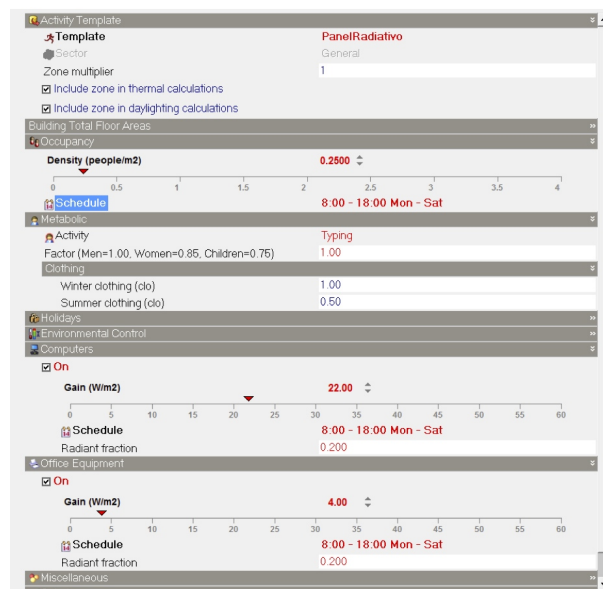 Activity Template
Template PanelRadiativo
Sector General
Zone multiplier 1
Include zone in thermal calculations
Include zone in daylighting calculations
Building Total Floor Areas
Occupancy
Density (people/m2) 0.2500
0 0.5 1 1.5 2 2.5 3 3.5 4
Schedule 8:00 - 18:00 Mon - Sat
Metabolic
Activity Typing
Factor (Men=1.00, Women=0.85, Children=0.75) 1.00
Clothing
Winter clothing (clo) 1.00
Summer clothing (clo) 0.50
Holidays
Environmental Control
Computers
On
Gain (W/m2) 22.00
0 5 10 15 20 25 30 35 40 45 50 55 60
Schedule 8:00 - 18:00 Mon - Sat
Radiant fraction 0.200
Office Equipment
On
Gain (W/m2) 4.00
0 5 10 15 20 25 30 35 40 45 50 55 60
Schedule 8:00 - 18:00 Mon - Sat
Radiant fraction 0.200
Miscellaneous